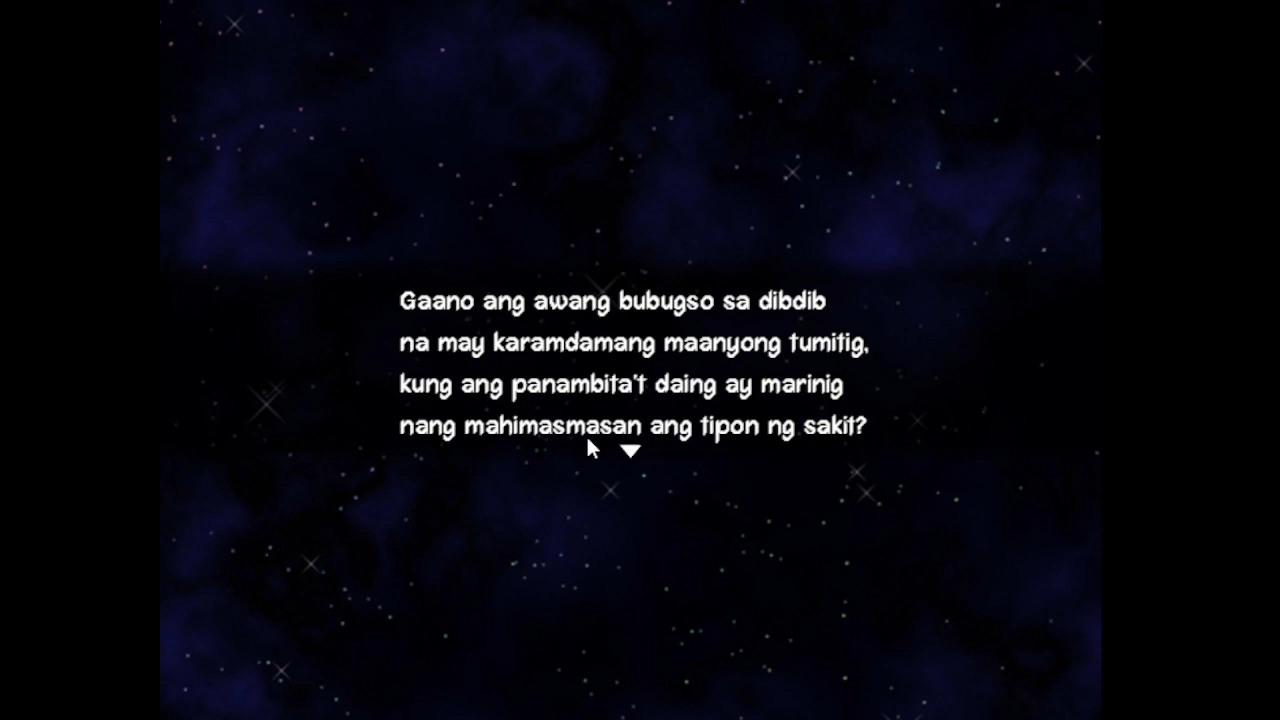 Gaano ang awang bubugso sa dibdib
na may karamdamang maanyong tumitig,
kung ang panambita't daing ay marinig
nang mahimasmasan ang tipon ng sakit?